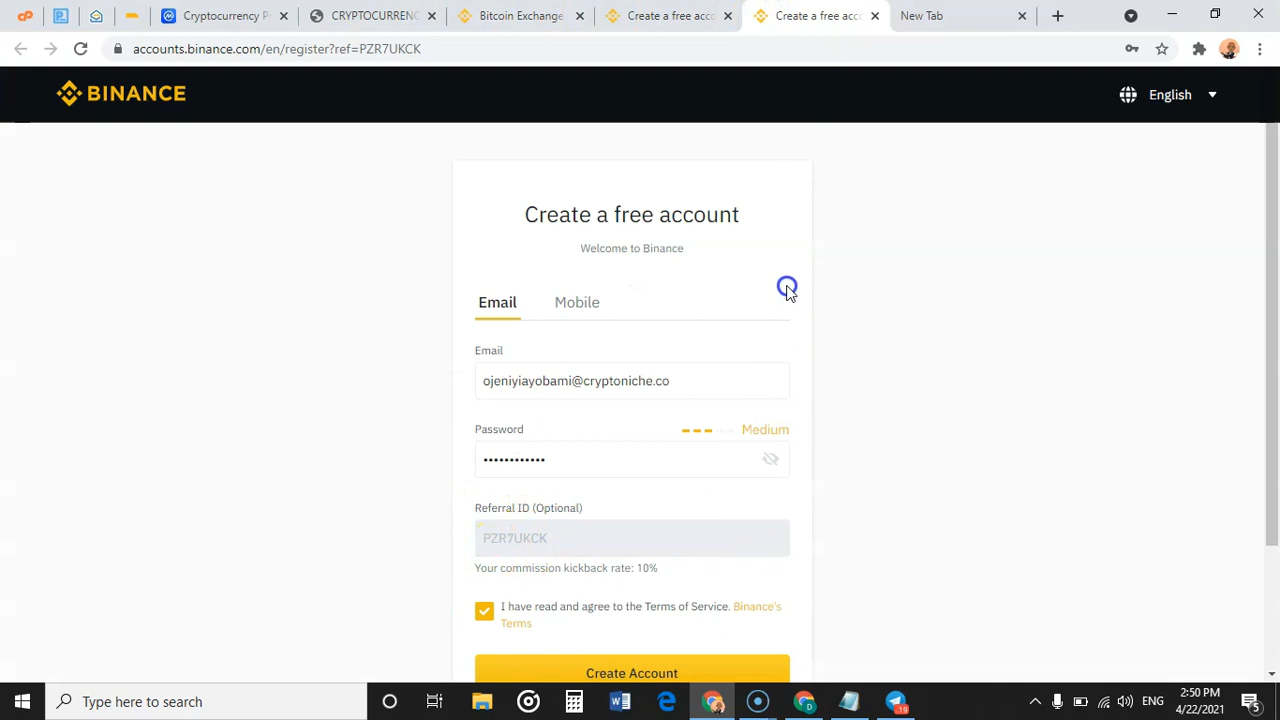 Cryptocurrency P
CRYPTOCURRENC
Bitcoin Exchange
Create a free acc
Create a free acc
New Tab
accounts.binance.com/en/register?ref=PZR7UKCK
BINANCE
English
Create a free account
Welcome to Binance
Email
Mobile
Email
ojeniyiayobami@cryptoniche.co
Password
Medium
••••••••••••
Referral ID (Optional)
PZR7UKCK
Your commission kickback rate: 10%
I have read and agree to the Terms of Service. Binance's
Terms
Create Account
Type here to search
19
ENG
2:50 PM
4/22/2021
5